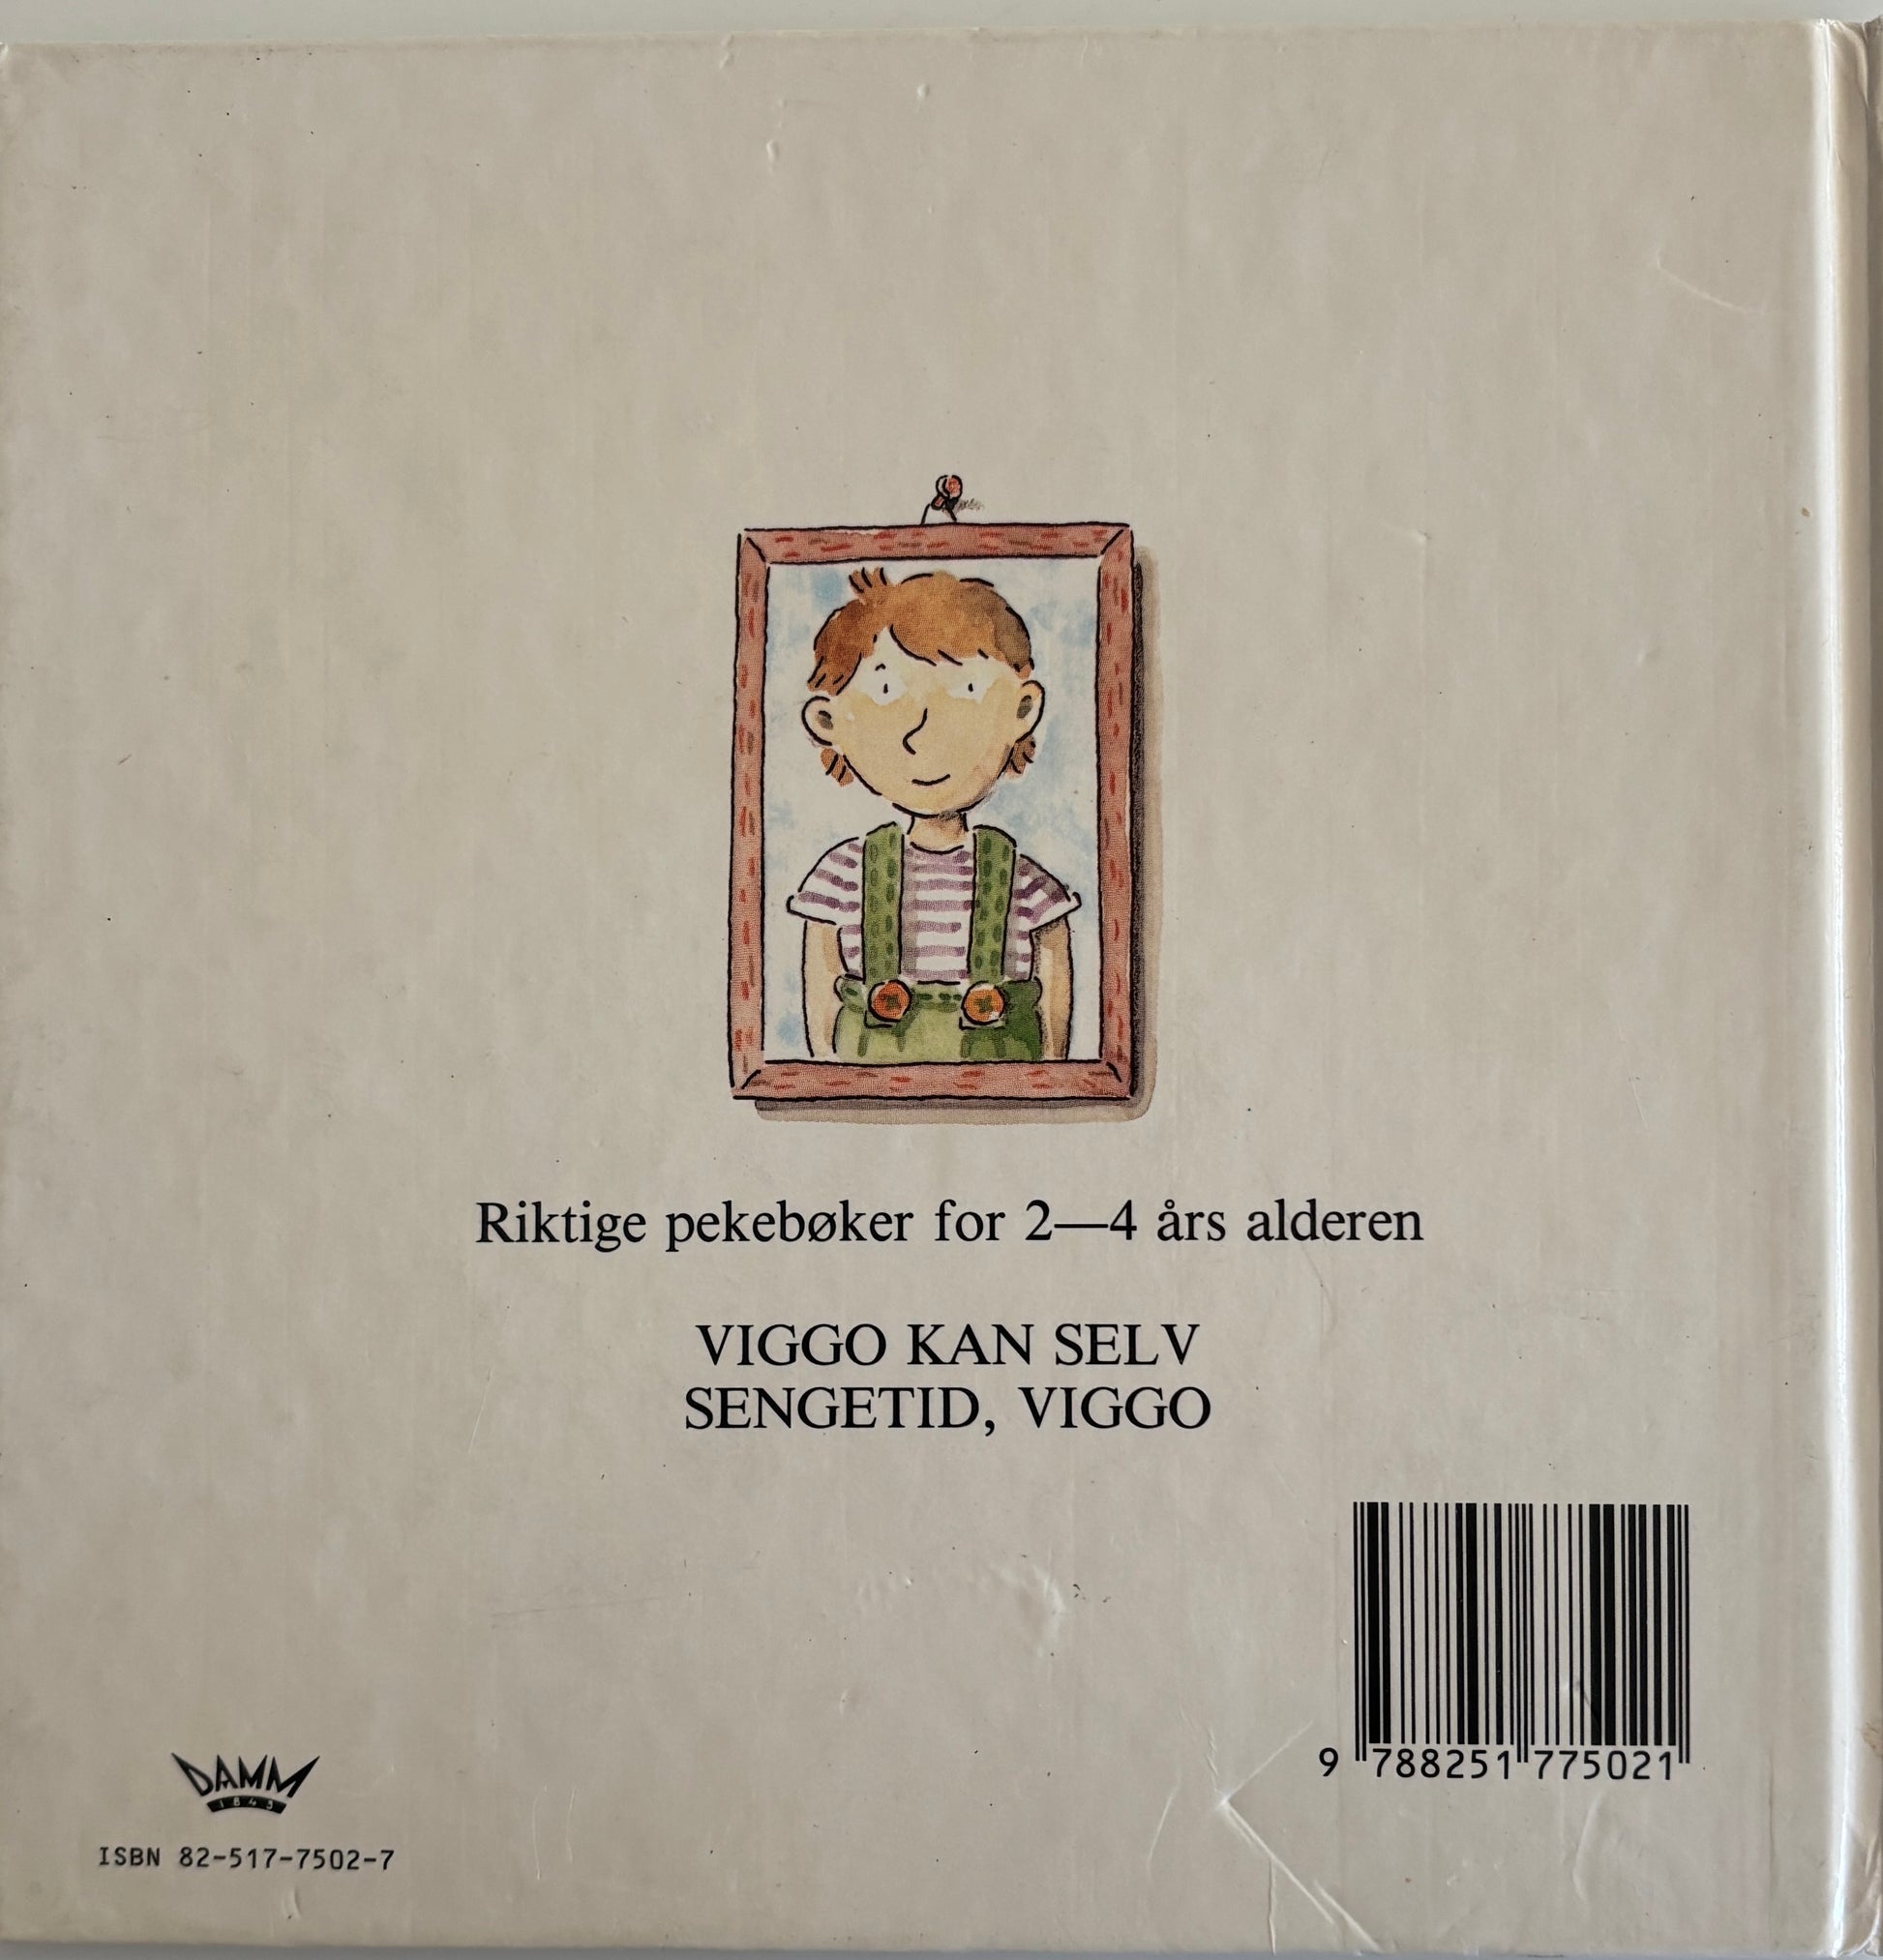 Riktige pekebøker for 2—4 års alderen
VIGGO KAN SELV
SENGETID, VIGGO
9 788251 775021
DAMM
1843
ISBN 82-517-7502-7